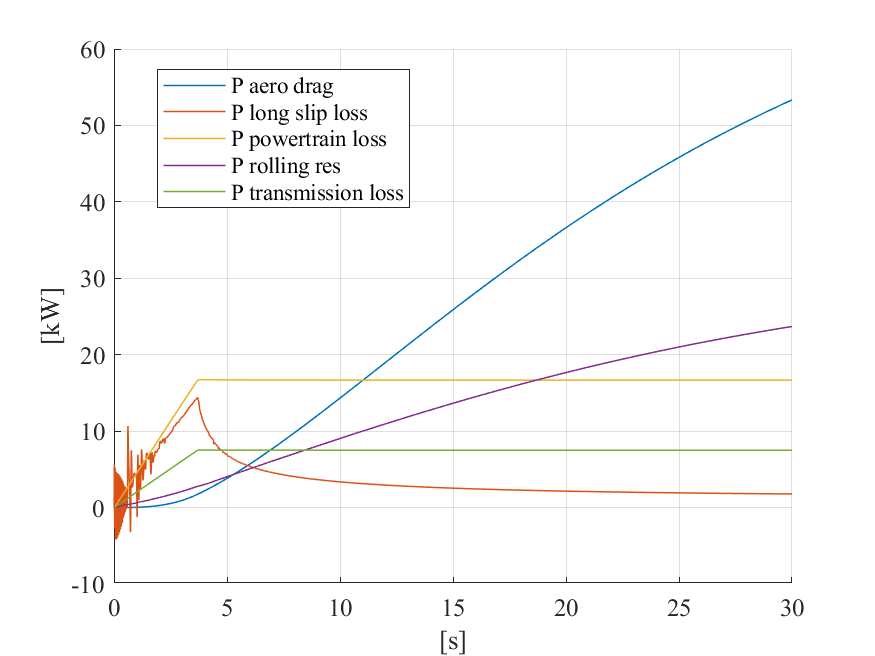 60
50
40
30
20
10
0
-10
[kW]
P aero drag
P long slip loss
P powertrain loss
P rolling res
P transmission loss
0 5 10 15 20 25 30
[s]